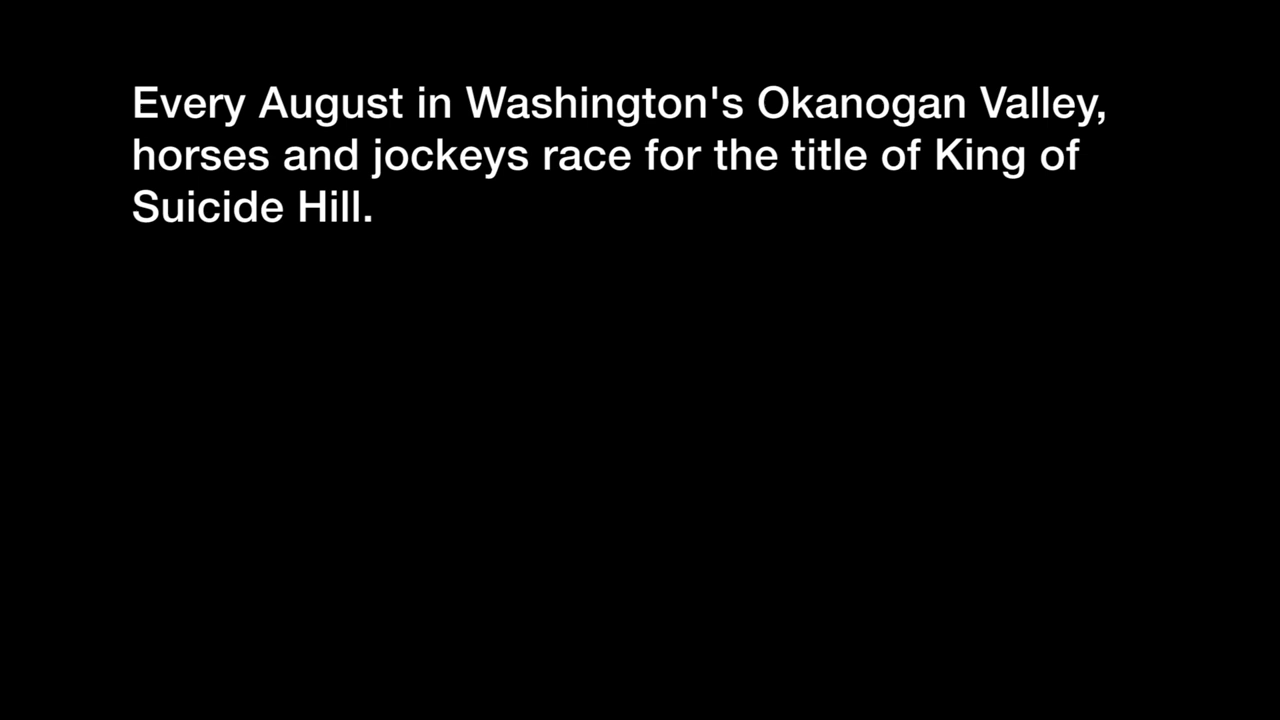 Every August in Washington's Okanogan Valley,
horses and jockeys race for the title of King of
Suicide Hill.